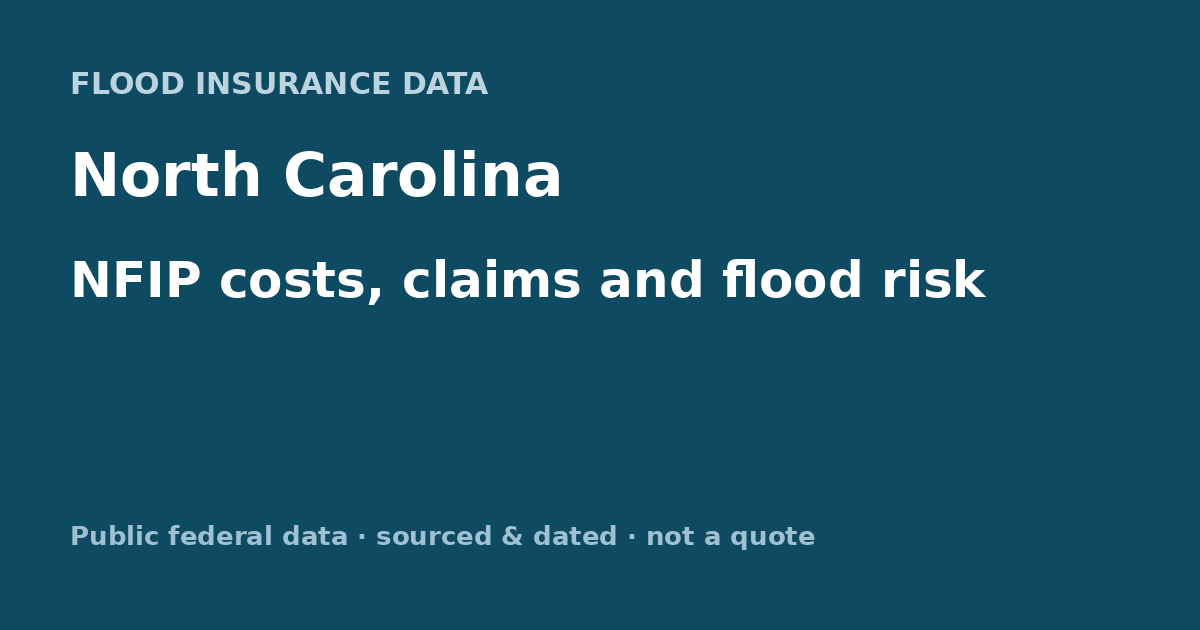 FLOOD INSURANCE DATA
North Carolina
NFIP costs, claims and flood risk
Public federal data · sourced & dated · not a quote